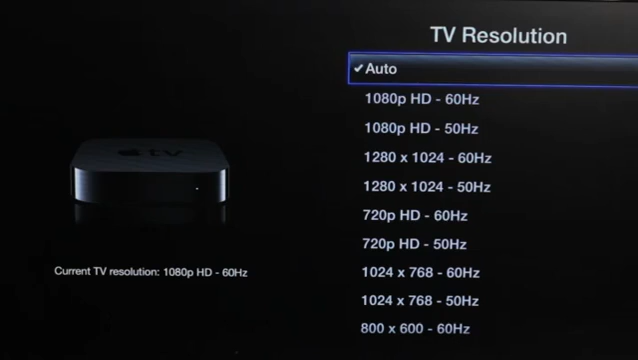 TV Resolution
✔Auto
1080p HD - 60Hz
1080p HD - 50Hz
1280 x 1024 - 60Hz
1280 x 1024 - 50Hz
720p HD - 60Hz
720p HD - 50Hz
1024 x 768 - 60Hz
1024 x 768 - 50Hz
800 x 600 - 60Hz
tv
Current TV resolution: 1080p HD - 60Hz